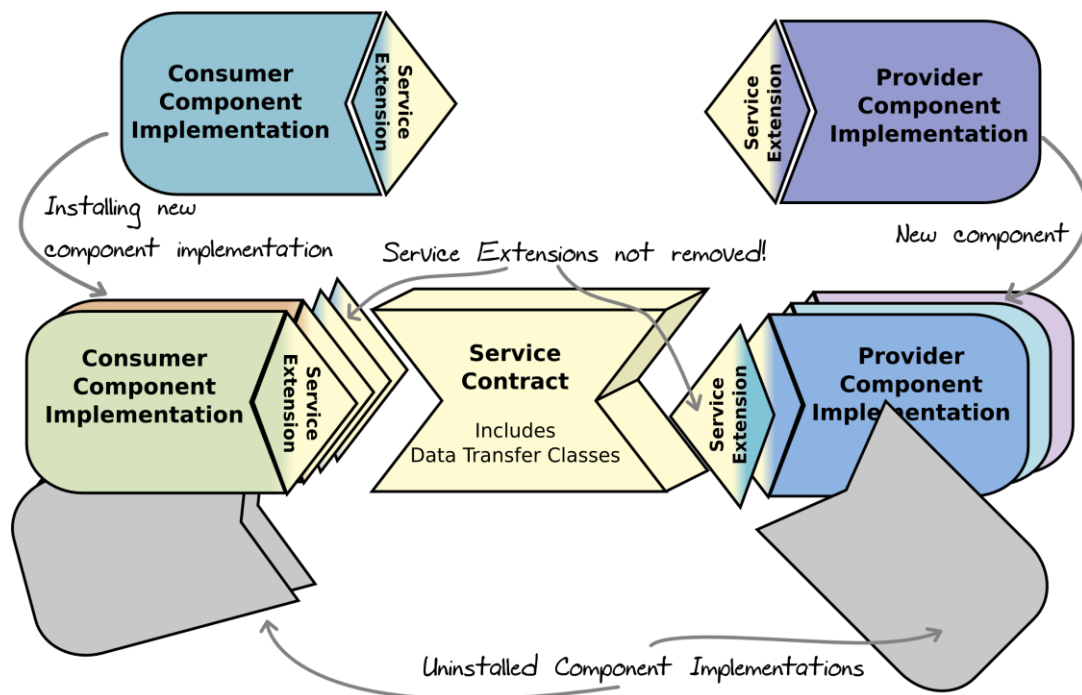 Consumer
Component
Implementation
Service
Extension
Service
Extension
Provider
Component
Implementation
Installing new
component implementation
Service Extensions not removed!
New component
Consumer
Component
Implementation
Service
Extension
Service
Contract
Includes
Data Transfer Classes
Service
Extension
Provider
Component
Implementation
Uninstalled Component Implementations